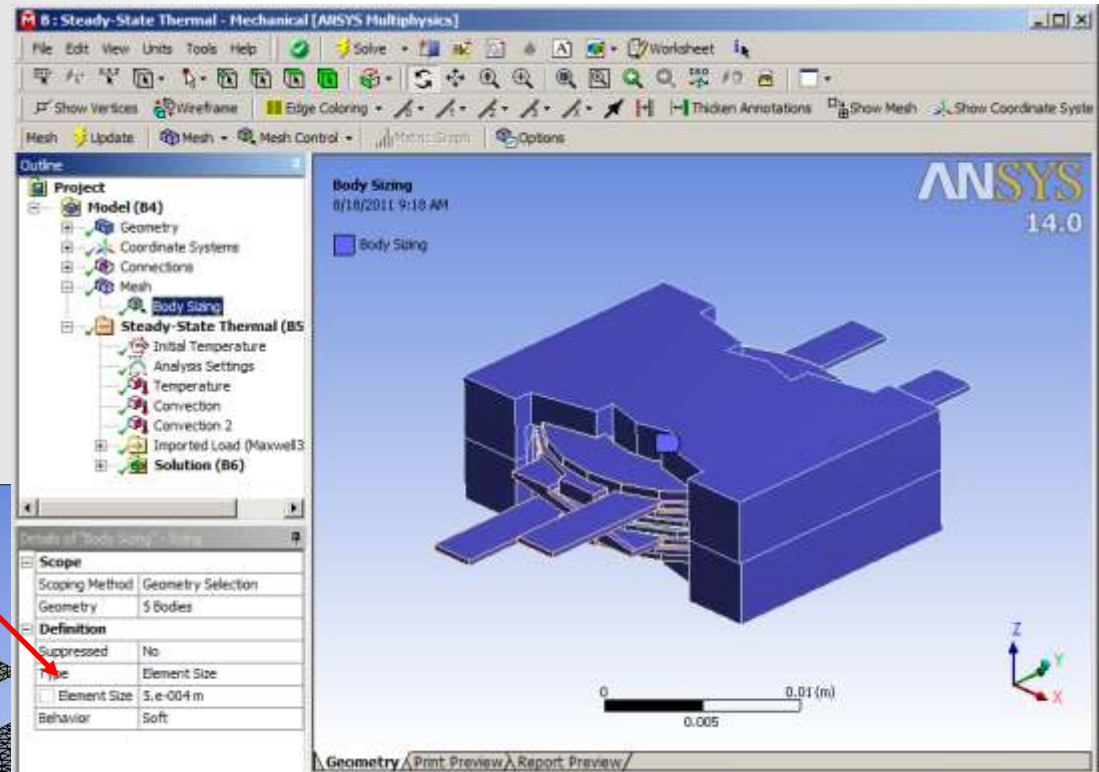 B : Steady-State Thermal - Mechanical [ANSYS Multiphysics]
File Edit View Units Tools Help Solve Worksheet
Show Vertices Wireframe Edge Coloring Thicken Annotations Show Mesh Show Coordinate Syste
Mesh Update Mesh Mesh Control Options
Outline
Project
Model (B4)
Geometry
Coordinate Systems
Connections
Mesh
Body Sizing
Steady-State Thermal (B5
Initial Temperature
Analysis Settings
Temperature
Convection
Convection 2
Imported Load (Maxwell3
Solution (B6)
Details of "Body Sizing" - Sizing
Scope
Scoping Method Geometry Selection
Geometry 5 Bodies
Definition
Suppressed No
Type Element Size
Element Size 5.e-004 m
Behavior Soft
Body Sizing
8/18/2011 9:18 AM
Body Sizing
ANSYS
14.0
0 0.01 (m)
0.005
Z
Y
X
Geometry Print Preview Report Preview